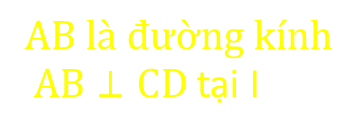 AB là đường kính
AB ⊥ CD tại I